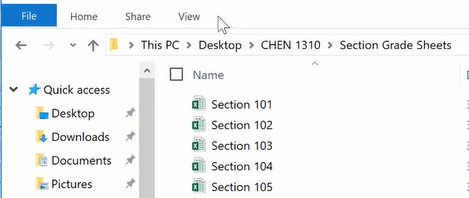 File Home Share View
This PC > Desktop > CHEN 1310 > Section Grade Sheets
Name
Quick access
Desktop
Downloads
Documents
Pictures
Section 101
Section 102
Section 103
Section 104
Section 105